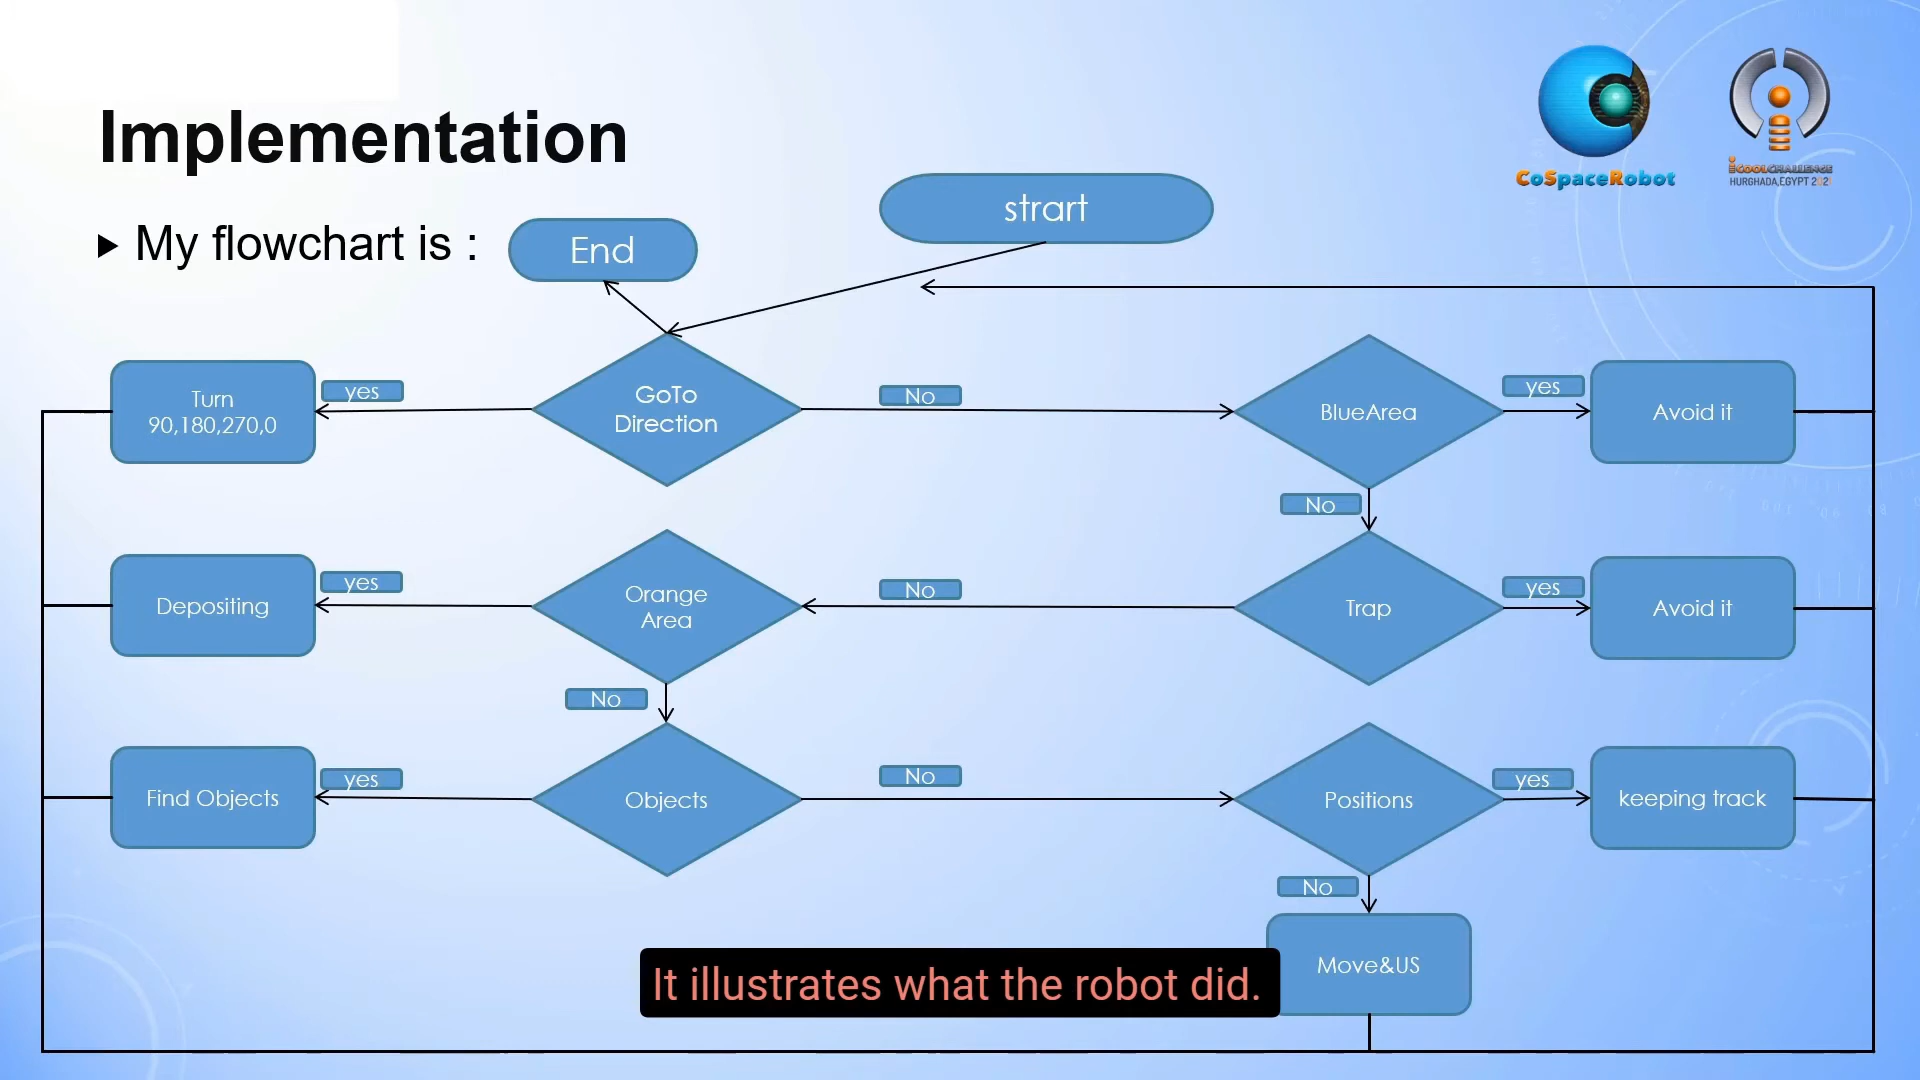 Implementation
My flowchart is :
End
strart
CoSpaceRobot
iCOOLCHALLENGE
HURGHADA,EGYPT 2021
Turn
90,180,270,0
yes
GoTo
Direction
No
BlueArea
yes
Avoid it
No
Depositing
yes
Orange
Area
No
Trap
yes
Avoid it
No
Find Objects
yes
Objects
No
Positions
yes
keeping track
No
Move&US
It illustrates what the robot did.